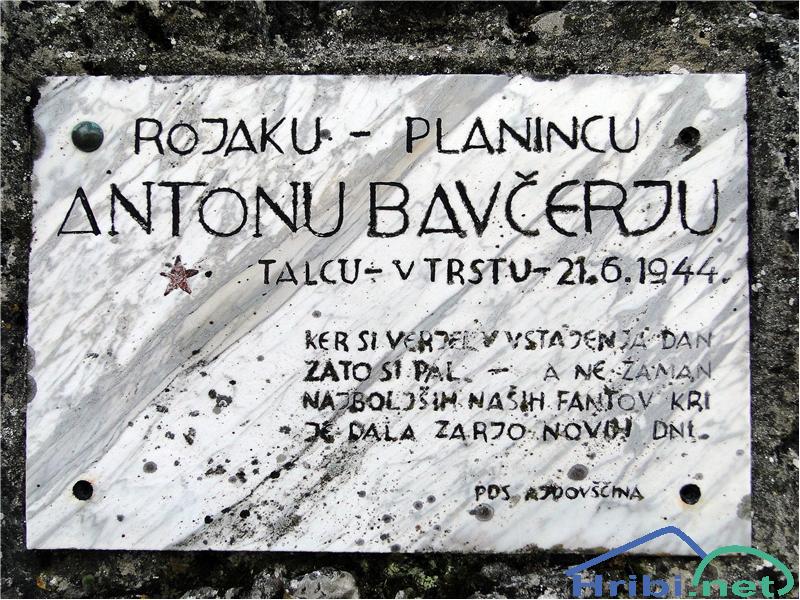 ROJAKU - PLANINCU
ANTONU BAVČERJU
TALCU - V TRSTU - 21.6.1944.
KER SI VERJEL V VSTAJENJA DAN
ZATO SI PAL. - A NE ZAMAN
NAJBOLJŠIH NAŠIH FANTOV KRI
JE DALA ZARJO NOVIH DNI.
PDS AJDOVŠČINA
Hribi.net